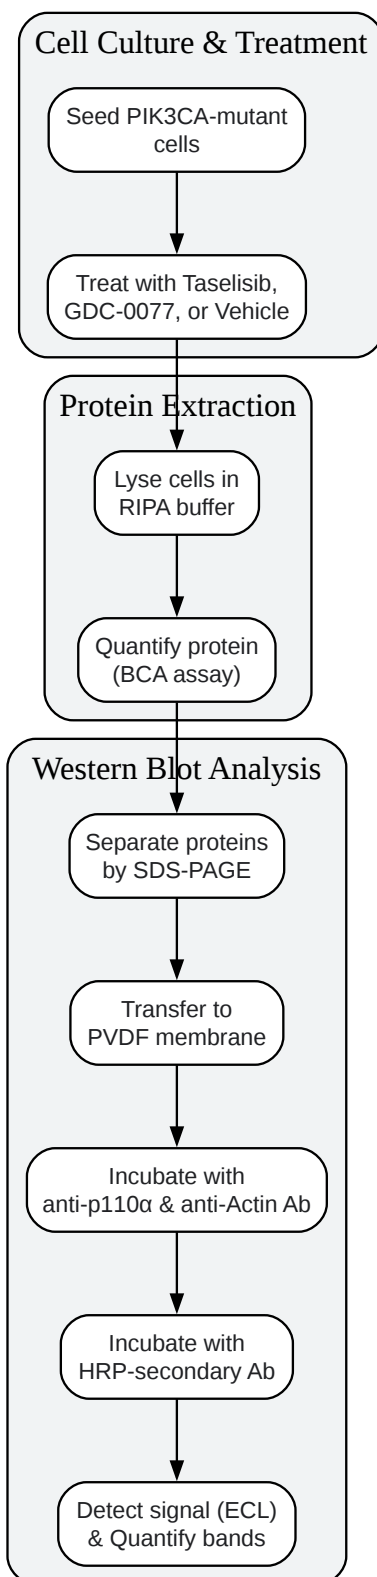 Cell Culture & Treatment
Seed PIK3CA-mutant
cells
Treat with Taselisib,
GDC-0077, or Vehicle
Protein Extraction
Lyse cells in
RIPA buffer
Quantify protein
(BCA assay)
Western Blot Analysis
Separate proteins
by SDS-PAGE
Transfer to
PVDF membrane
Incubate with
anti-p110α & anti-Actin Ab
Incubate with
HRP-secondary Ab
Detect signal (ECL)
& Quantify bands